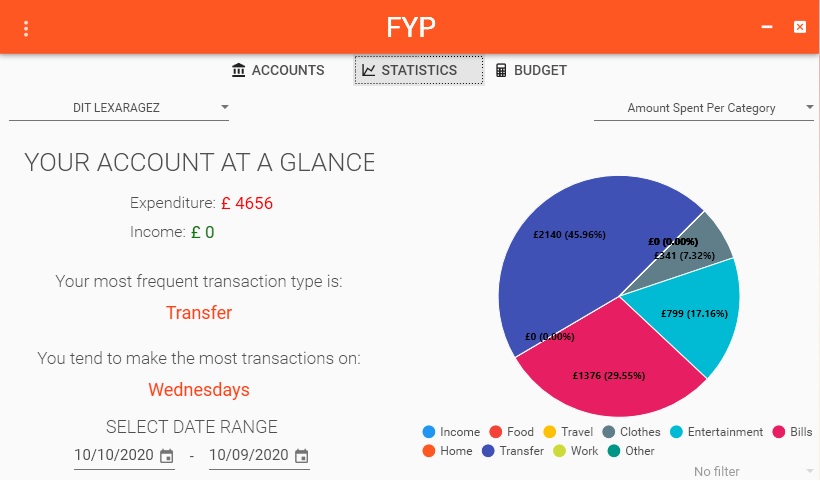 FYP
ACCOUNTS STATISTICS BUDGET
DIT LEXARAGEZ
Amount Spent Per Category
YOUR ACCOUNT AT A GLANCE
Expenditure: £ 4656
Income: £ 0
Your most frequent transaction type is:
Transfer
You tend to make the most transactions on:
Wednesdays
SELECT DATE RANGE
10/10/2020 - 10/09/2020
£2140 (45.96%)
£0 (0.00%)
£341 (7.32%)
£799 (17.16%)
£0 (0.00%)
£1376 (29.55%)
Income Food Travel Clothes Entertainment Bills
Home Transfer Work Other
No filter